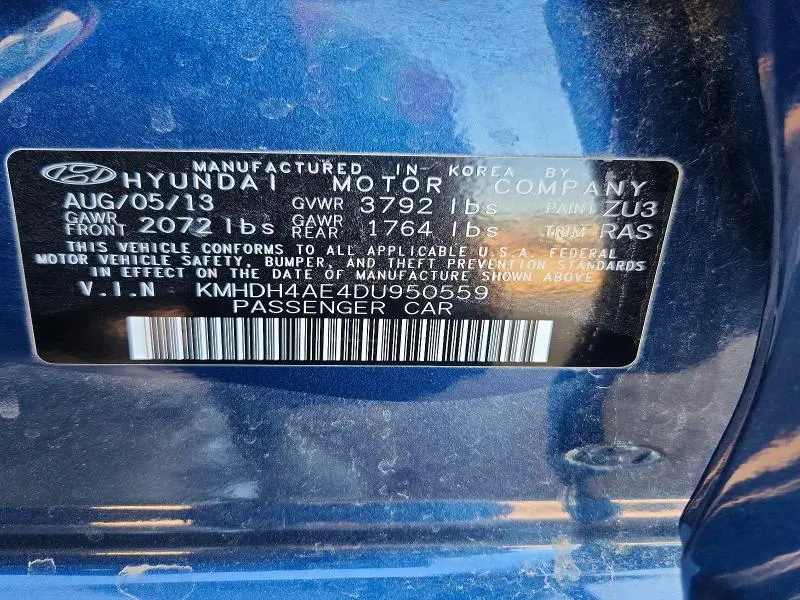 MANUFACTURED IN KOREA BY
HYUNDAI MOTOR COMPANY
AUG/05/13 GVWR 3792 lbs PAINT ZU3
GAWR FRONT 2072 lbs GAWR REAR 1764 lbs TRIM RAS
THIS VEHICLE CONFORMS TO ALL APPLICABLE U.S.A. FEDERAL
MOTOR VEHICLE SAFETY, BUMPER, AND THEFT PREVENTION STANDARDS
IN EFFECT ON THE DATE OF MANUFACTURE SHOWN ABOVE
V.I.N KMHDH4AE4DU950559
PASSENGER CAR